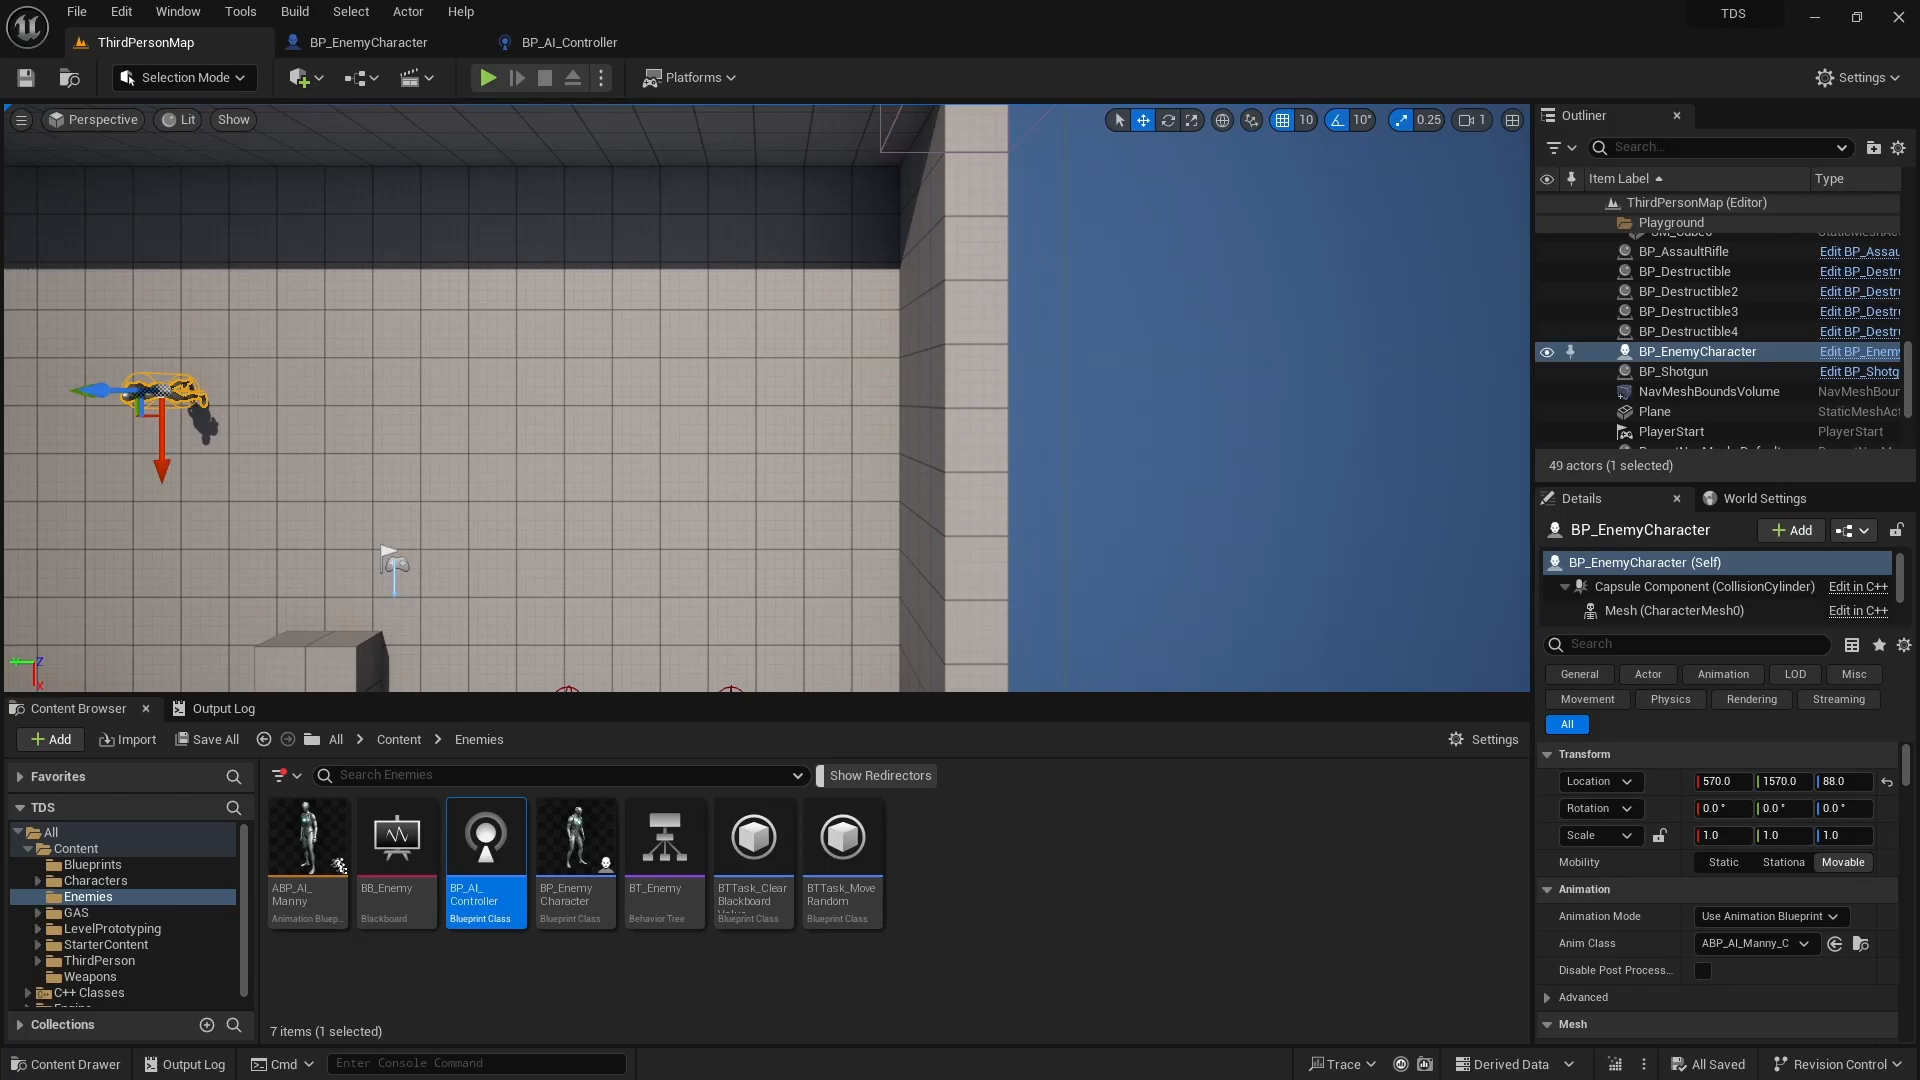 File Edit Window Tools Build Select Actor Help
TDS
ThirdPersonMap
BP_EnemyCharacter
BP_AI_Controller
Selection Mode
Platforms
Settings
Perspective
Lit
Show
10
10°
0.25
1
Outliner
Search...
Item Label
Type
ThirdPersonMap (Editor)
Playground
BP_AssaultRifle Edit BP_Assau
BP_Destructible Edit BP_Destr
BP_Destructible2 Edit BP_Destr
BP_Destructible3 Edit BP_Destr
BP_Destructible4 Edit BP_Destr
BP_EnemyCharacter Edit BP_Enem
BP_Shotgun Edit BP_Shotg
NavMeshBoundsVolume NavMeshBour
Plane StaticMeshAct
PlayerStart PlayerStart
49 actors (1 selected)
Details
World Settings
BP_EnemyCharacter
Add
BP_EnemyCharacter (Self)
Capsule Component (CollisionCylinder) Edit in C++
Mesh (CharacterMesh0) Edit in C++
Search
General Actor Animation LOD Misc
Movement Physics Rendering Streaming
All
Transform
Location 570.0 1570.0 88.0
Rotation 0.0 ° 0.0 ° 0.0 °
Scale 1.0 1.0 1.0
Mobility Static Stationa Movable
Animation
Animation Mode Use Animation Blueprint
Anim Class ABP_AI_Manny_C
Disable Post Process...
Advanced
Mesh
Content Browser
Output Log
Add
Import
Save All
All
Content
Enemies
Settings
Favorites
TDS
All
Content
Blueprints
Characters
Enemies
GAS
LevelPrototyping
StarterContent
ThirdPerson
Weapons
C++ Classes
Collections
Search Enemies
Show Redirectors
ABP_AI_
Manny
Animation Bluep...
BB_Enemy
Blackboard
BP_AI_
Controller
Blueprint Class
BP_Enemy
Character
Blueprint Class
BT_Enemy
Behavior Tree
BTTask_Clear
Blackboard
Blueprint Class
BTTask_Move
Random
Blueprint Class
7 items (1 selected)
Content Drawer
Output Log
Cmd
Enter Console Command
Trace
Derived Data
All Saved
Revision Control